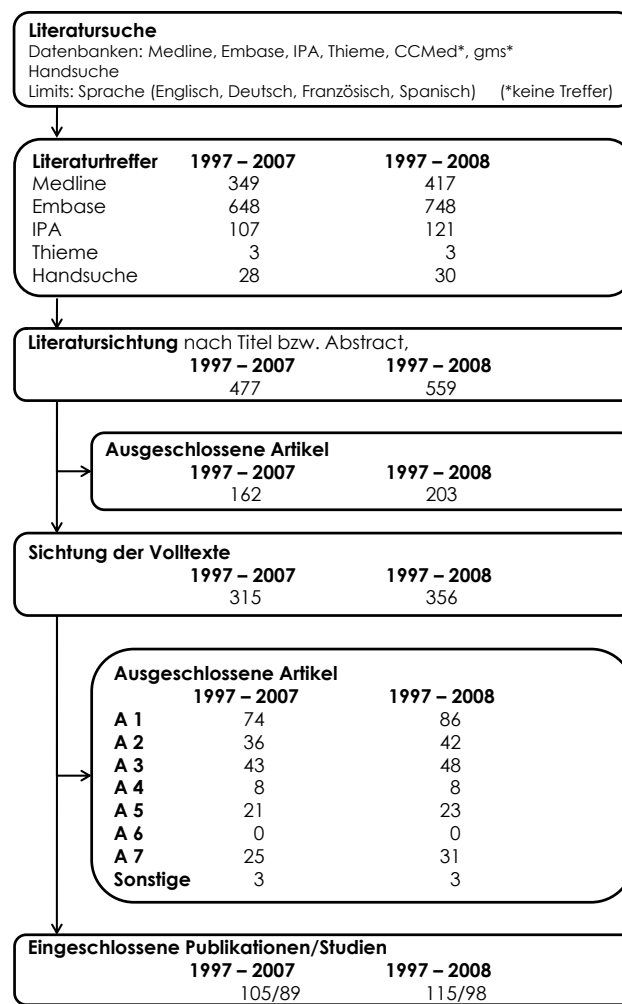 Literatursuche
Datenbanken: Medline, Embase, IPA, Thieme, CCMed*, gms*
Handsuche
Limits: Sprache (Englisch, Deutsch, Französisch, Spanisch) (*keine Treffer)
Literaturtreffer 1997 – 2007 1997 – 2008
Medline 349 417
Embase 648 748
IPA 107 121
Thieme 3 3
Handsuche 28 30
Literatursichtung nach Titel bzw. Abstract,
1997 – 2007 1997 – 2008
477 559
Ausgeschlossene Artikel
1997 – 2007 1997 – 2008
162 203
Sichtung der Volltexte
1997 – 2007 1997 – 2008
315 356
Ausgeschlossene Artikel
1997 – 2007 1997 – 2008
A 1 74 86
A 2 36 42
A 3 43 48
A 4 8 8
A 5 21 23
A 6 0 0
A 7 25 31
Sonstige 3 3
Eingeschlossene Publikationen/Studien
1997 – 2007 1997 – 2008
105/89 115/98